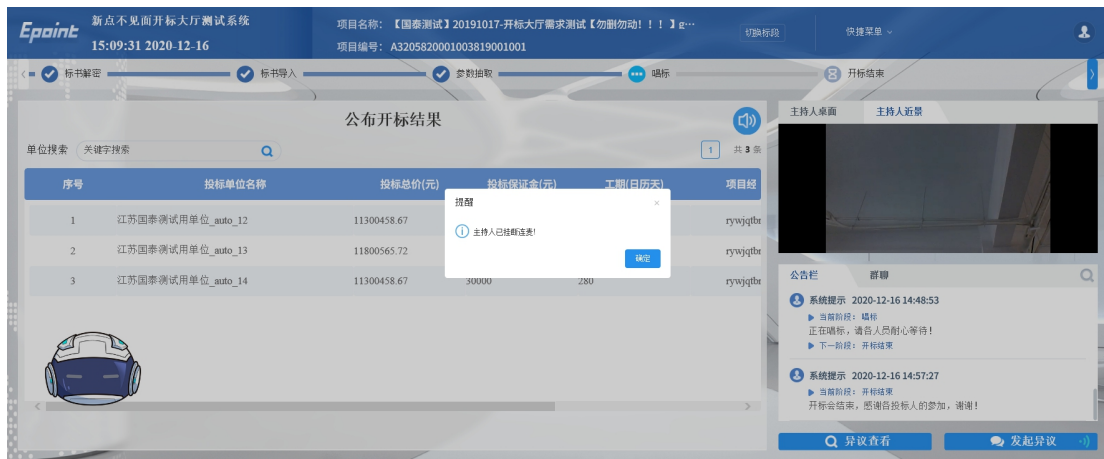 Epoint
新点不见面开标大厅测试系统
15:09:31 2020-12-16
项目名称：【国泰测试】20191017-开标大厅需求测试【勿删勿动！！！】g…
项目编号：A3205820001003819001001
切换标段
快捷菜单
标书解密
标书导入
参数抽取
唱标
开标结束
公布开标结果
单位搜索 关键字搜索
1 共 3 条
序号 投标单位名称 投标总价(元) 投标保证金(元) 工期(日历天) 项目经
1 江苏国泰测试用单位_auto_12 11300458.67 rywjqtbr
2 江苏国泰测试用单位_auto_13 11800565.72 rywjqtbr
3 江苏国泰测试用单位_auto_14 11300458.67 30000 280 rywjqtbr
提醒
主持人已挂断连麦!
确定
主持人桌面 主持人近景
公告栏 群聊
系统提示 2020-12-16 14:48:53
当前阶段：唱标
正在唱标，请各人员耐心等待！
下一阶段：开标结束
系统提示 2020-12-16 14:57:27
当前阶段：开标结束
开标会结束，感谢各投标人的参加，谢谢！
异议查看
发起异议